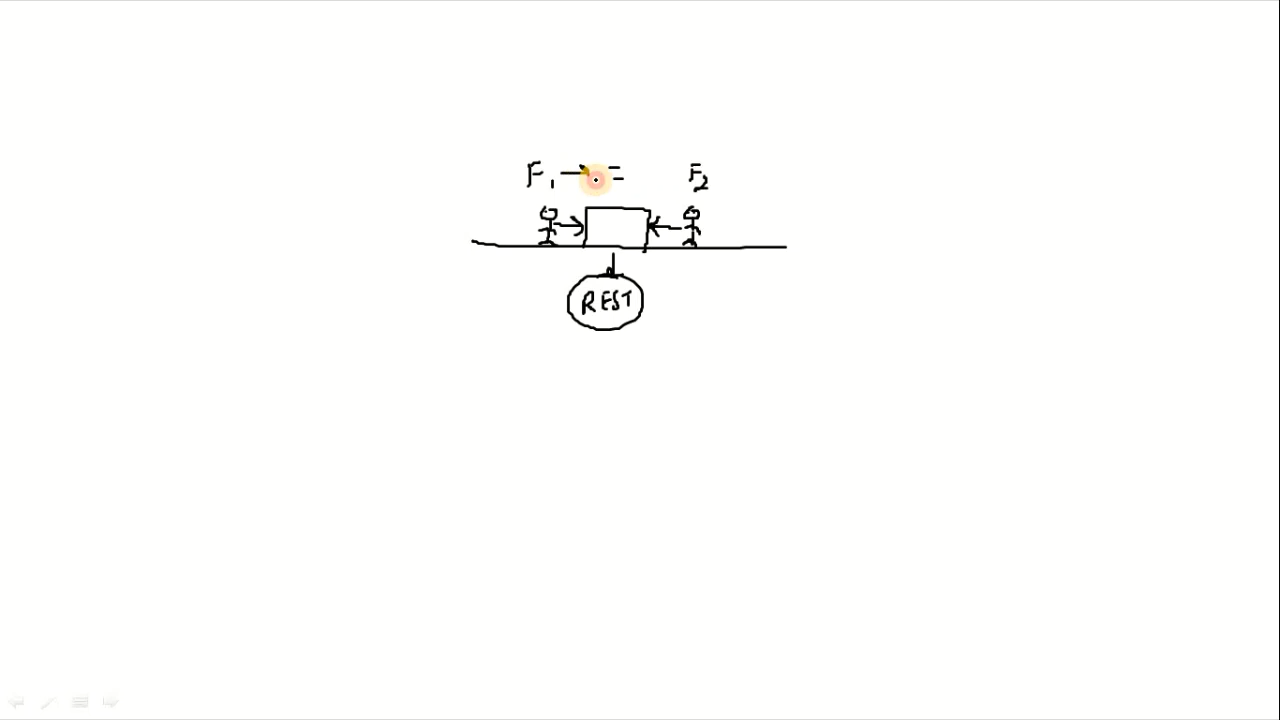 F₁ → = F₂
REST